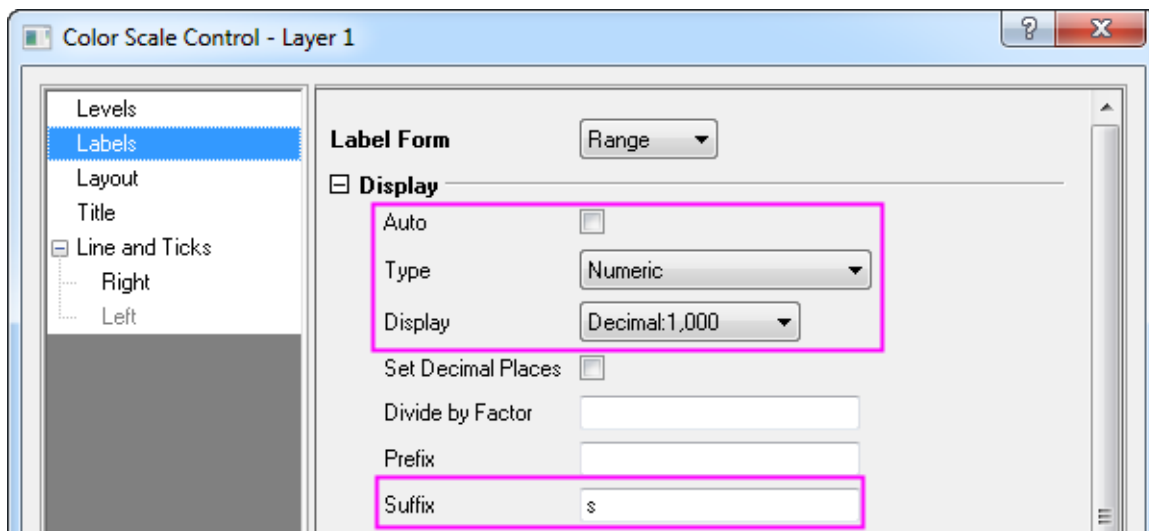 Color Scale Control - Layer 1
?
Levels
Labels
Layout
Title
Line and Ticks
Right
Left
Label Form Range
Display
Auto
Type Numeric
Display Decimal:1,000
Set Decimal Places
Divide by Factor
Prefix
Suffix s